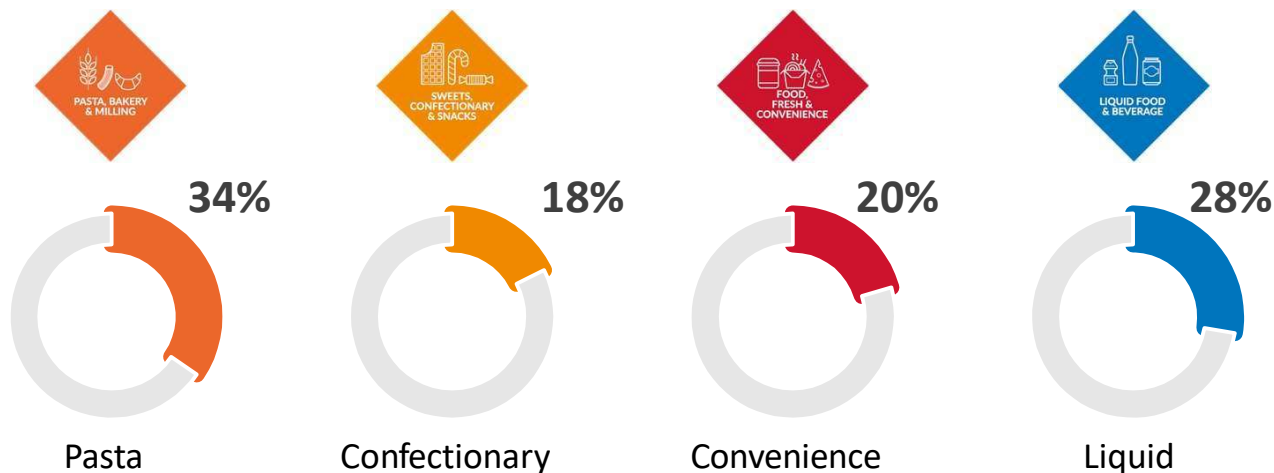 PASTA, BAKERY
& MILLING
SWEETS,
CONFECTIONARY
& SNACKS
FOOD,
FRESH &
CONVENIENCE
LIQUID FOOD
& BEVERAGE
34%
18%
20%
28%
Pasta
Confectionary
Convenience
Liquid